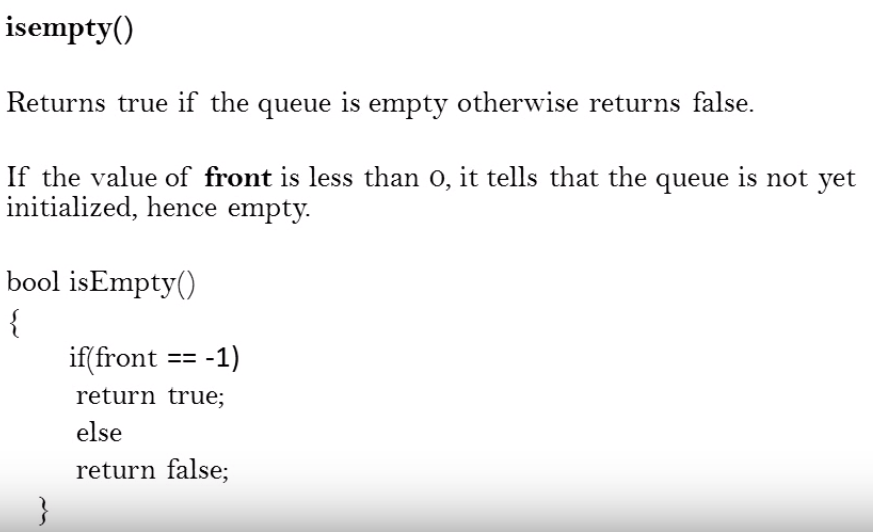 isempty()
Returns true if the queue is empty otherwise returns false.
If the value of front is less than 0, it tells that the queue is not yet
initialized, hence empty.
bool isEmpty()
{
if(front == -1)
return true;
else
return false;
}